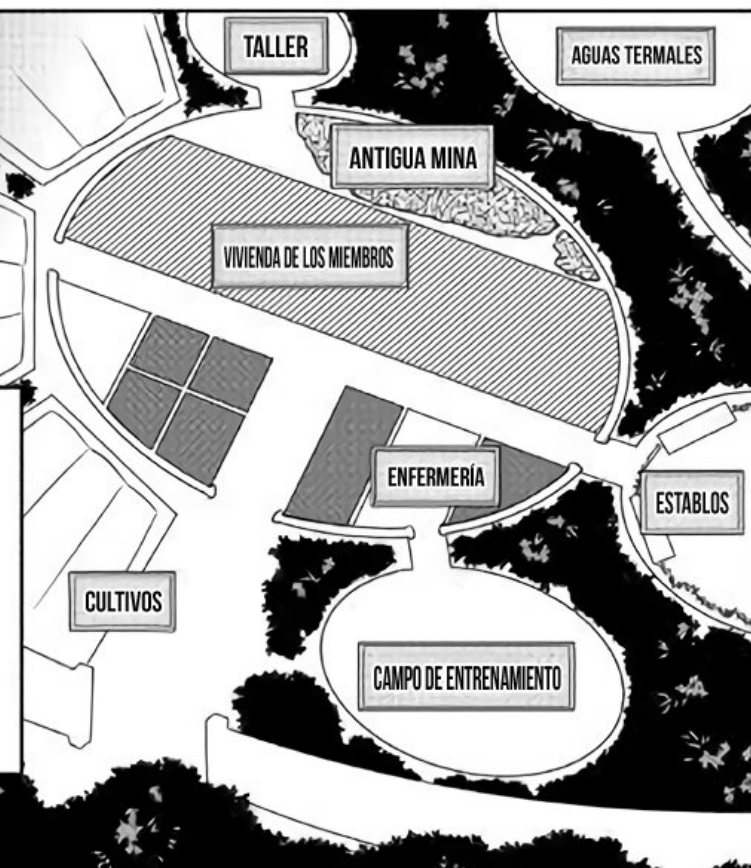 TALLER
AGUAS TERMALES
ANTIGUA MINA
VIVIENDA DE LOS MIEMBROS
ENFERMERÍA
ESTABLOS
CULTIVOS
CAMPO DE ENTRENAMIENTO